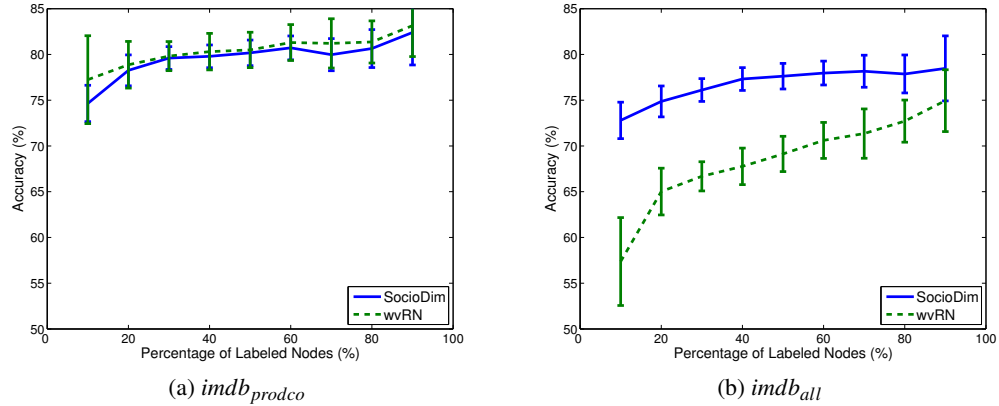 85
80
75
70
65
60
55
50
Accuracy (%)
0 20 40 60 80 100
Percentage of Labeled Nodes (%)
SocioDim
wvRN
(a) imdb_prodco
85
80
75
70
65
60
55
50
Accuracy (%)
0 20 40 60 80 100
Percentage of Labeled Nodes (%)
SocioDim
wvRN
(b) imdb_all